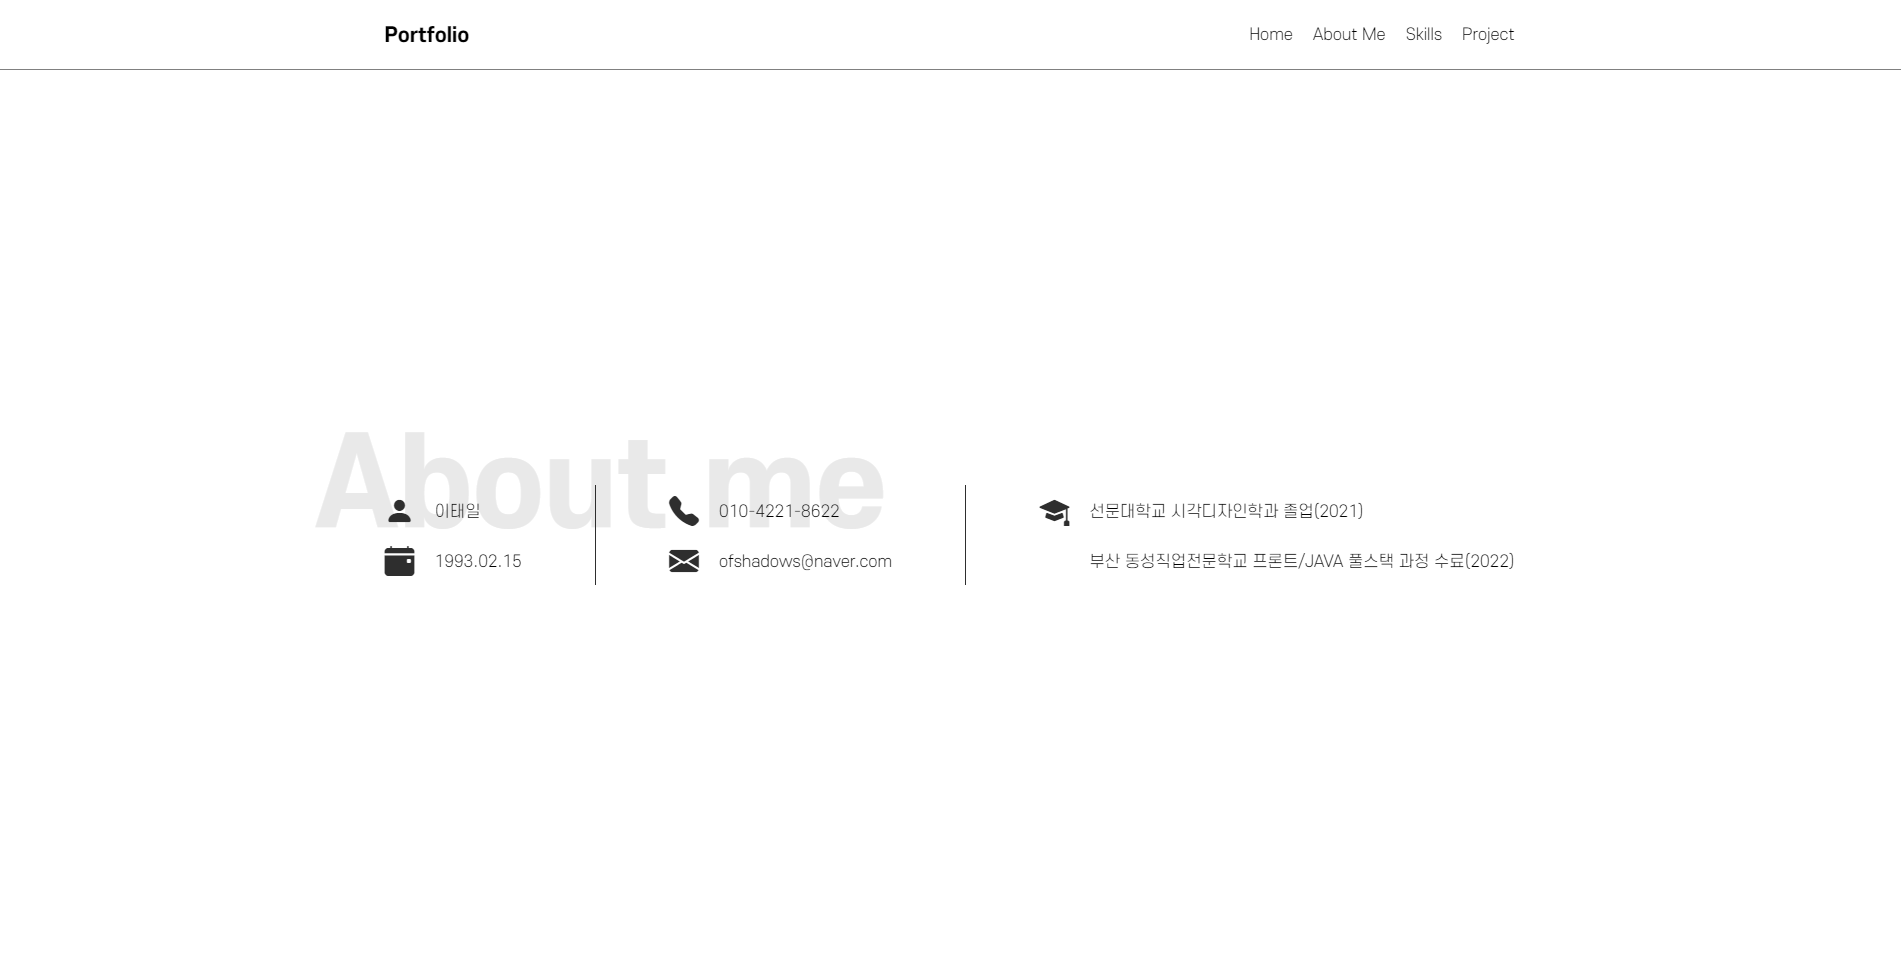 Portfolio
Home About Me Skills Project
About me
이태일
1993.02.15
010-4221-8622
ofshadows@naver.com
선문대학교 시각디자인학과 졸업(2021)
부산 동성직업전문학교 프론트/JAVA 풀스택 과정 수료(2022)